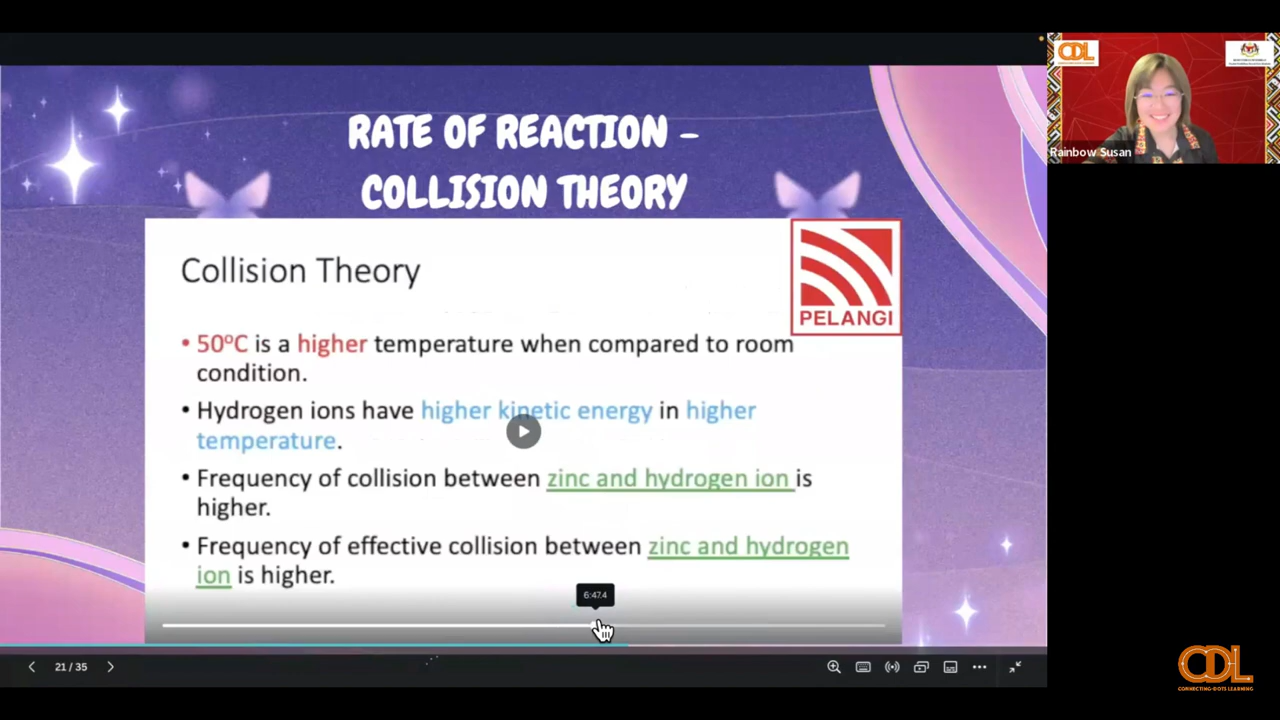 RATE OF REACTION –
COLLISION THEORY
CDL
Rainbow Susan
Collision Theory
PELANGI
• 50°C is a higher temperature when compared to room
condition.
• Hydrogen ions have higher kinetic energy in higher
temperature.
• Frequency of collision between zinc and hydrogen ion is
higher.
• Frequency of effective collision between zinc and hydrogen
ion is higher.
6:47.4
21 / 35
CDL
CONNECTING-DOTS LEARNING